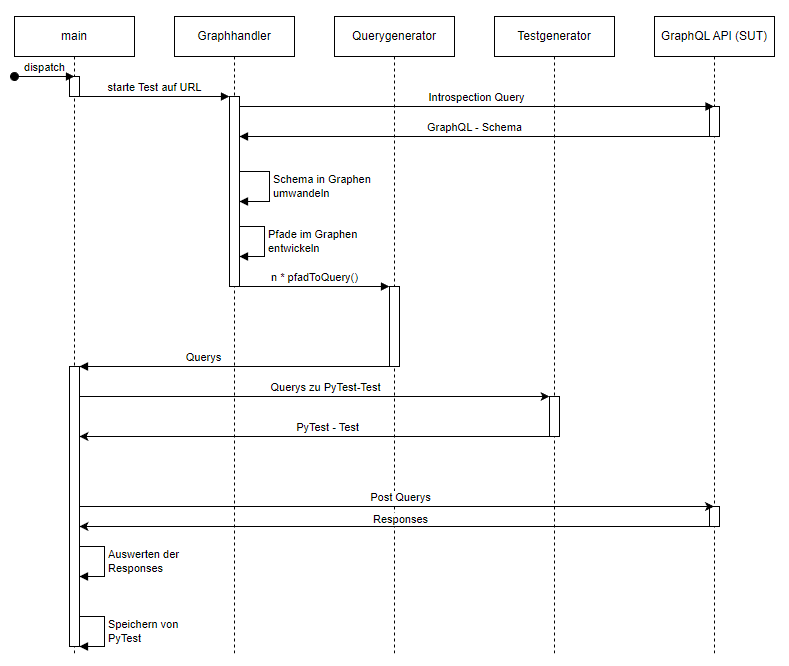 main
Graphhandler
Querygenerator
Testgenerator
GraphQL API (SUT)
dispatch
starte Test auf URL
Introspection Query
GraphQL - Schema
Schema in Graphen
umwandeln
Pfade im Graphen
entwickeln
n * pfadToQuery()
Querys
Querys zu PyTest-Test
PyTest - Test
Post Querys
Responses
Auswerten der
Responses
Speichern von
PyTest